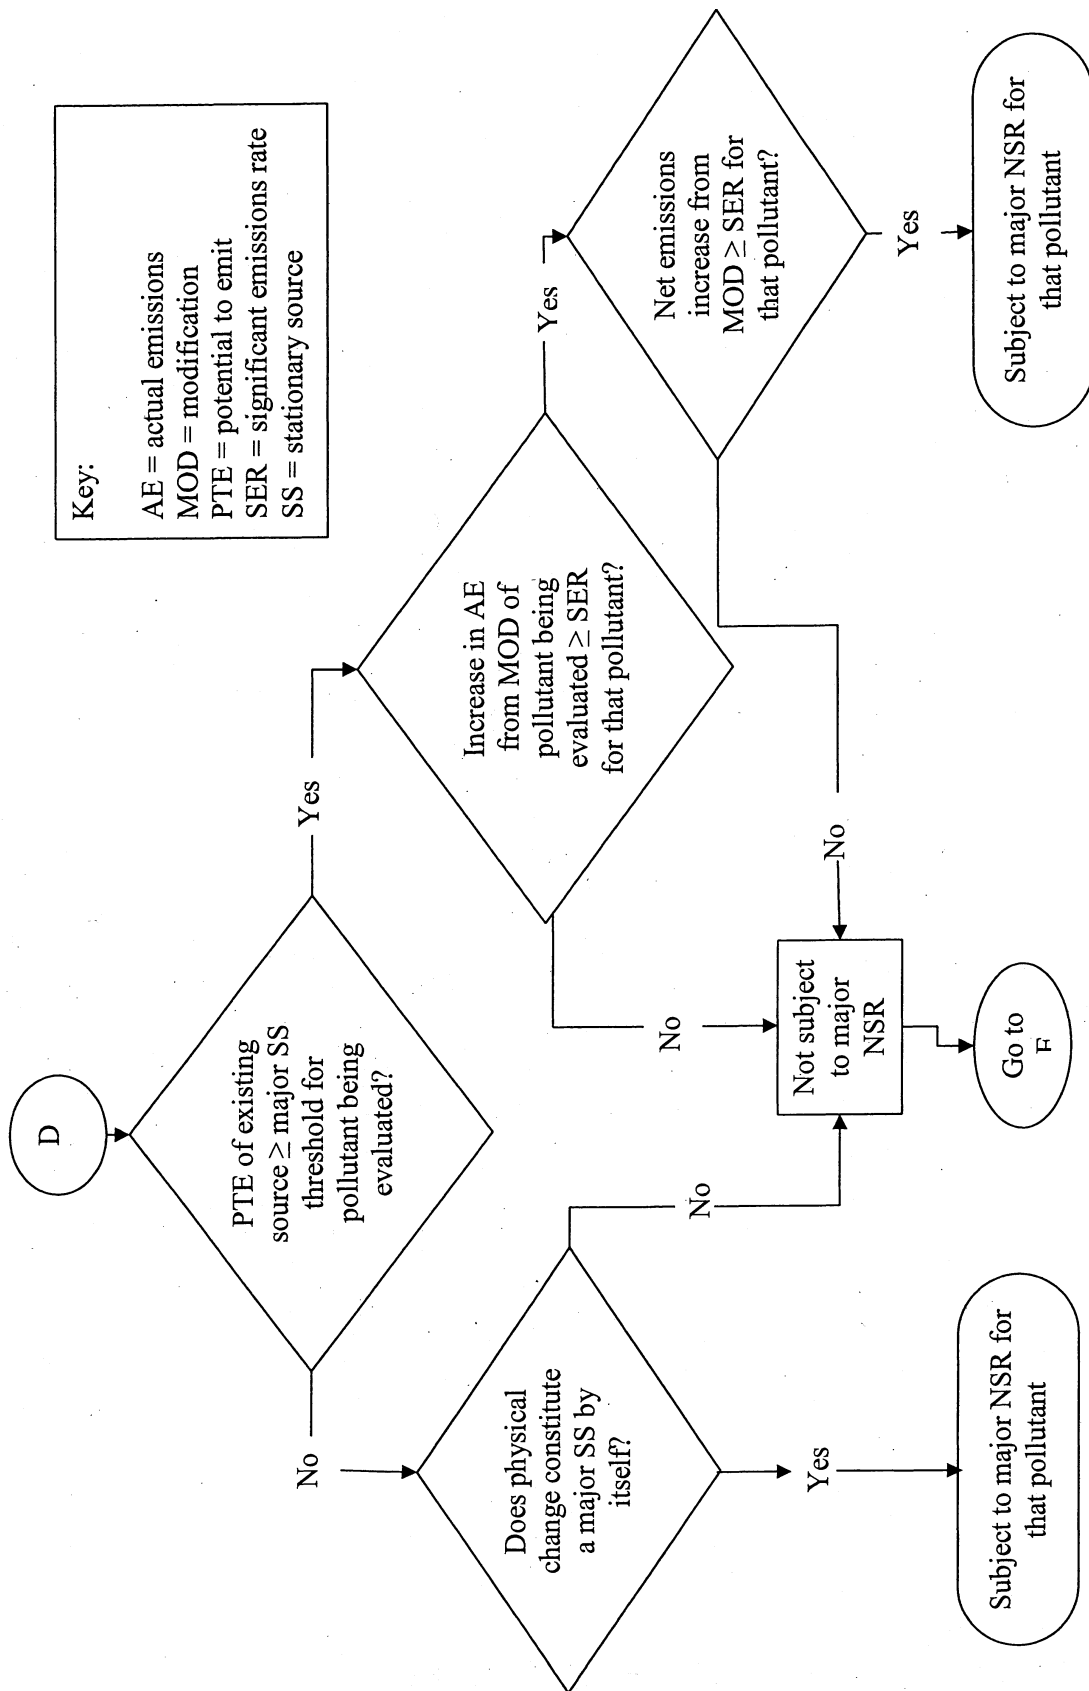 D
Key:
AE = actual emissions
MOD = modification
PTE = potential to emit
SER = significant emissions rate
SS = stationary source
PTE of existing
source ≥ major SS
threshold for
pollutant being
evaluated?
No
Yes
Does physical
change constitute
a major SS by
itself?
No
Yes
Increase in AE
from MOD of
pollutant being
evaluated ≥ SER
for that pollutant?
No
Yes
Net emissions
increase from
MOD ≥ SER for
that pollutant?
No
Yes
Not subject
to major
NSR
Subject to major NSR for
that pollutant
Go to
Subject to major NSR for
that pollutant